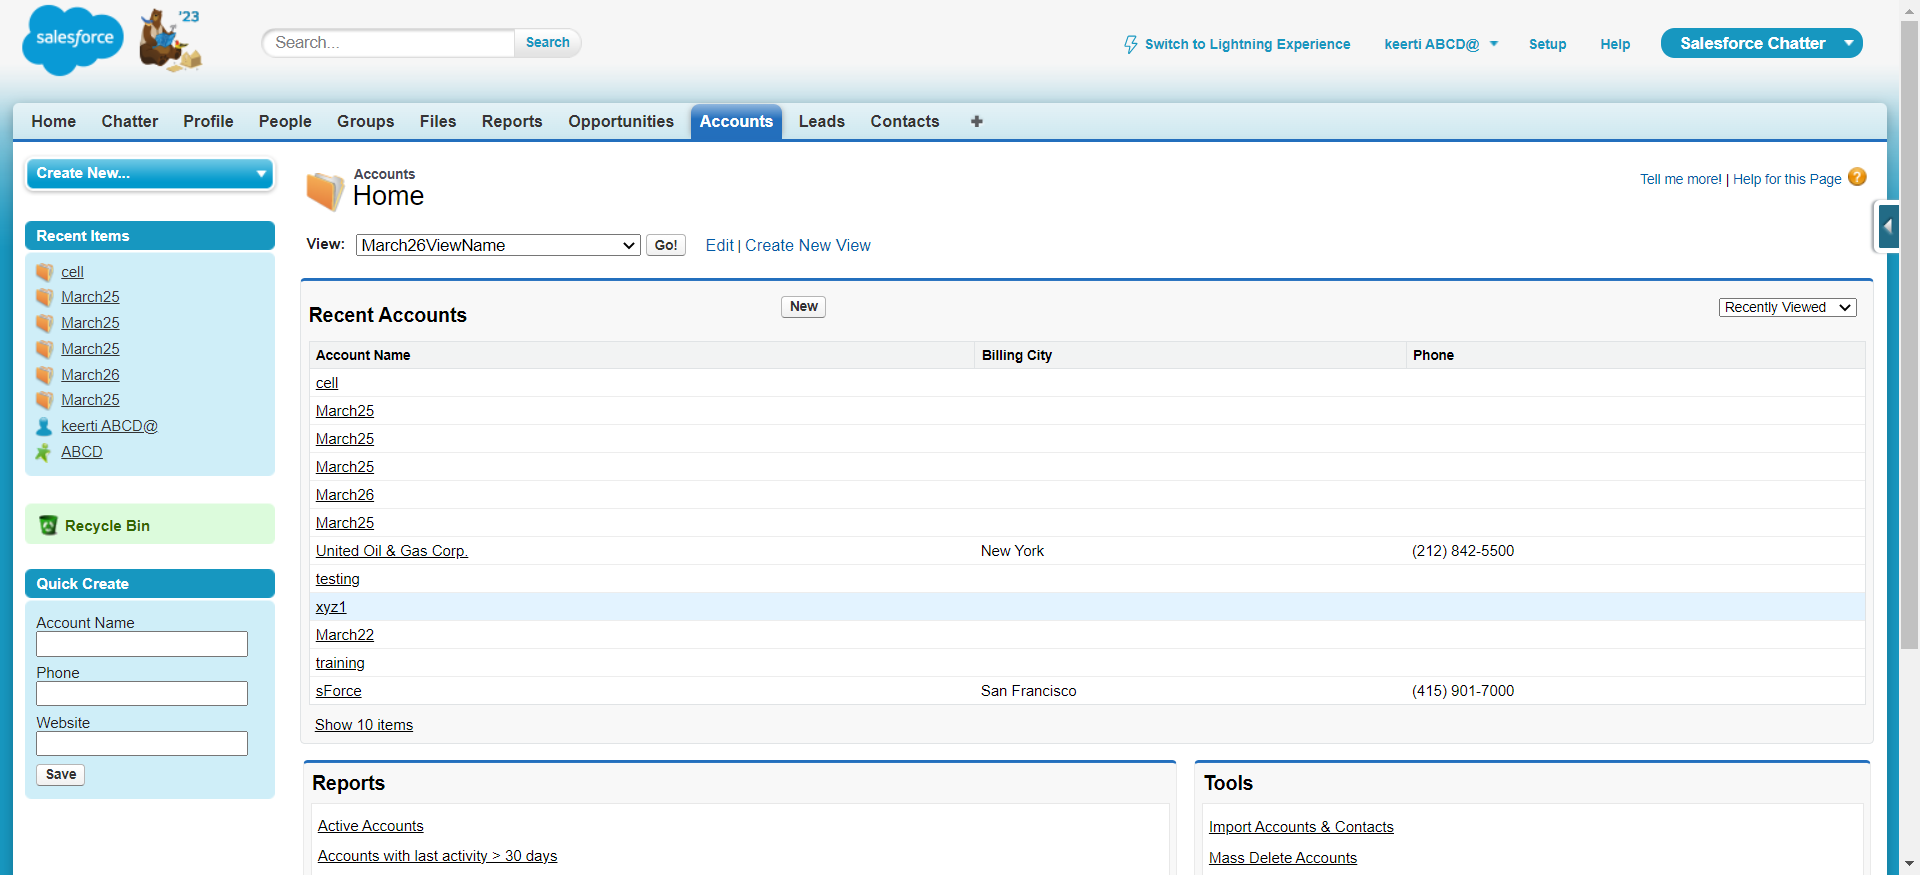 salesforce
'23
Search...
Search
Switch to Lightning Experience
keerti ABCD@
Setup
Help
Salesforce Chatter
Home Chatter Profile People Groups Files Reports Opportunities Accounts Leads Contacts +
Create New...
Recent Items
cell
March25
March25
March25
March26
March25
keerti ABCD@
ABCD
Recycle Bin
Quick Create
Account Name
Phone
Website
Save
Accounts
Home
Tell me more! | Help for this Page ?
View: March26ViewName Go! Edit | Create New View
Recent Accounts New Recently Viewed
Account Name Billing City Phone
cell
March25
March25
March25
March26
March25
United Oil & Gas Corp. New York (212) 842-5500
testing
xyz1
March22
training
sForce San Francisco (415) 901-7000
Show 10 items
Reports
Active Accounts
Accounts with last activity > 30 days
Tools
Import Accounts & Contacts
Mass Delete Accounts